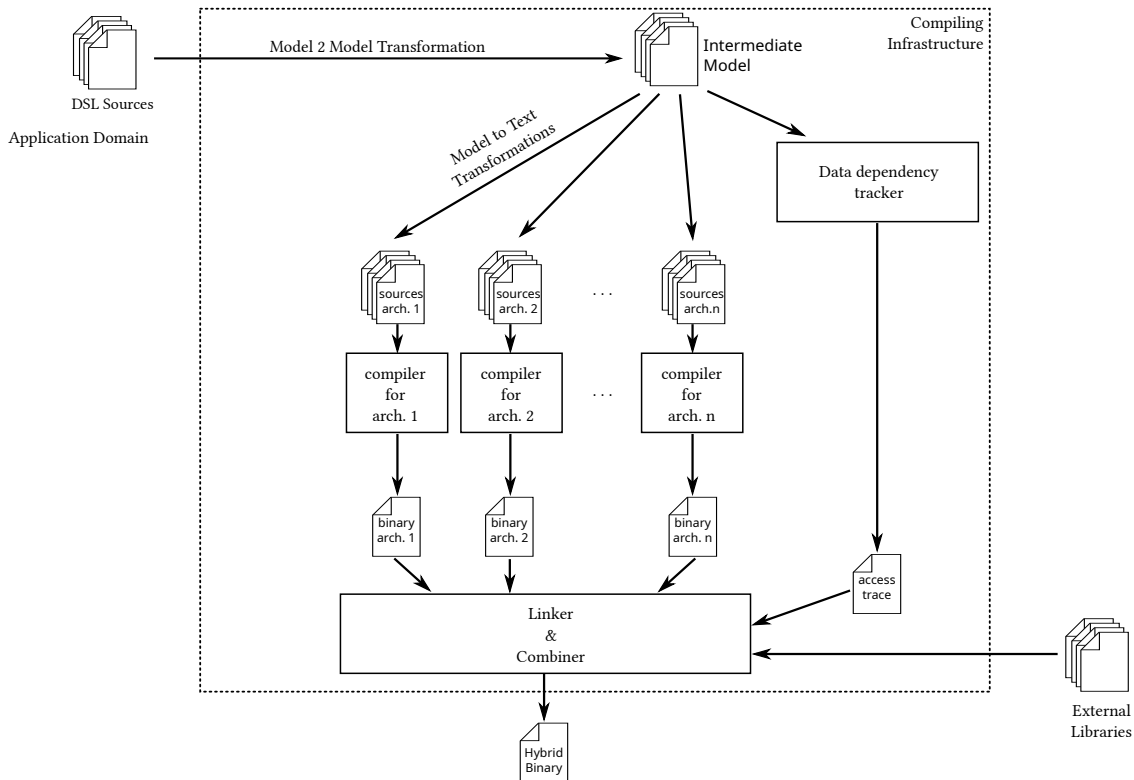 Compiling
Infrastructure
Model 2 Model Transformation
Intermediate
Model
DSL Sources
Application Domain
Model to Text
Transformations
Data dependency
tracker
sources
arch. 1
sources
arch. 2
. . .
sources
arch.n
compiler
for
arch. 1
compiler
for
arch. 2
. . .
compiler
for
arch. n
binary
arch. 1
binary
arch. 2
binary
arch. n
access
trace
Linker
&
Combiner
External
Libraries
Hybrid
Binary